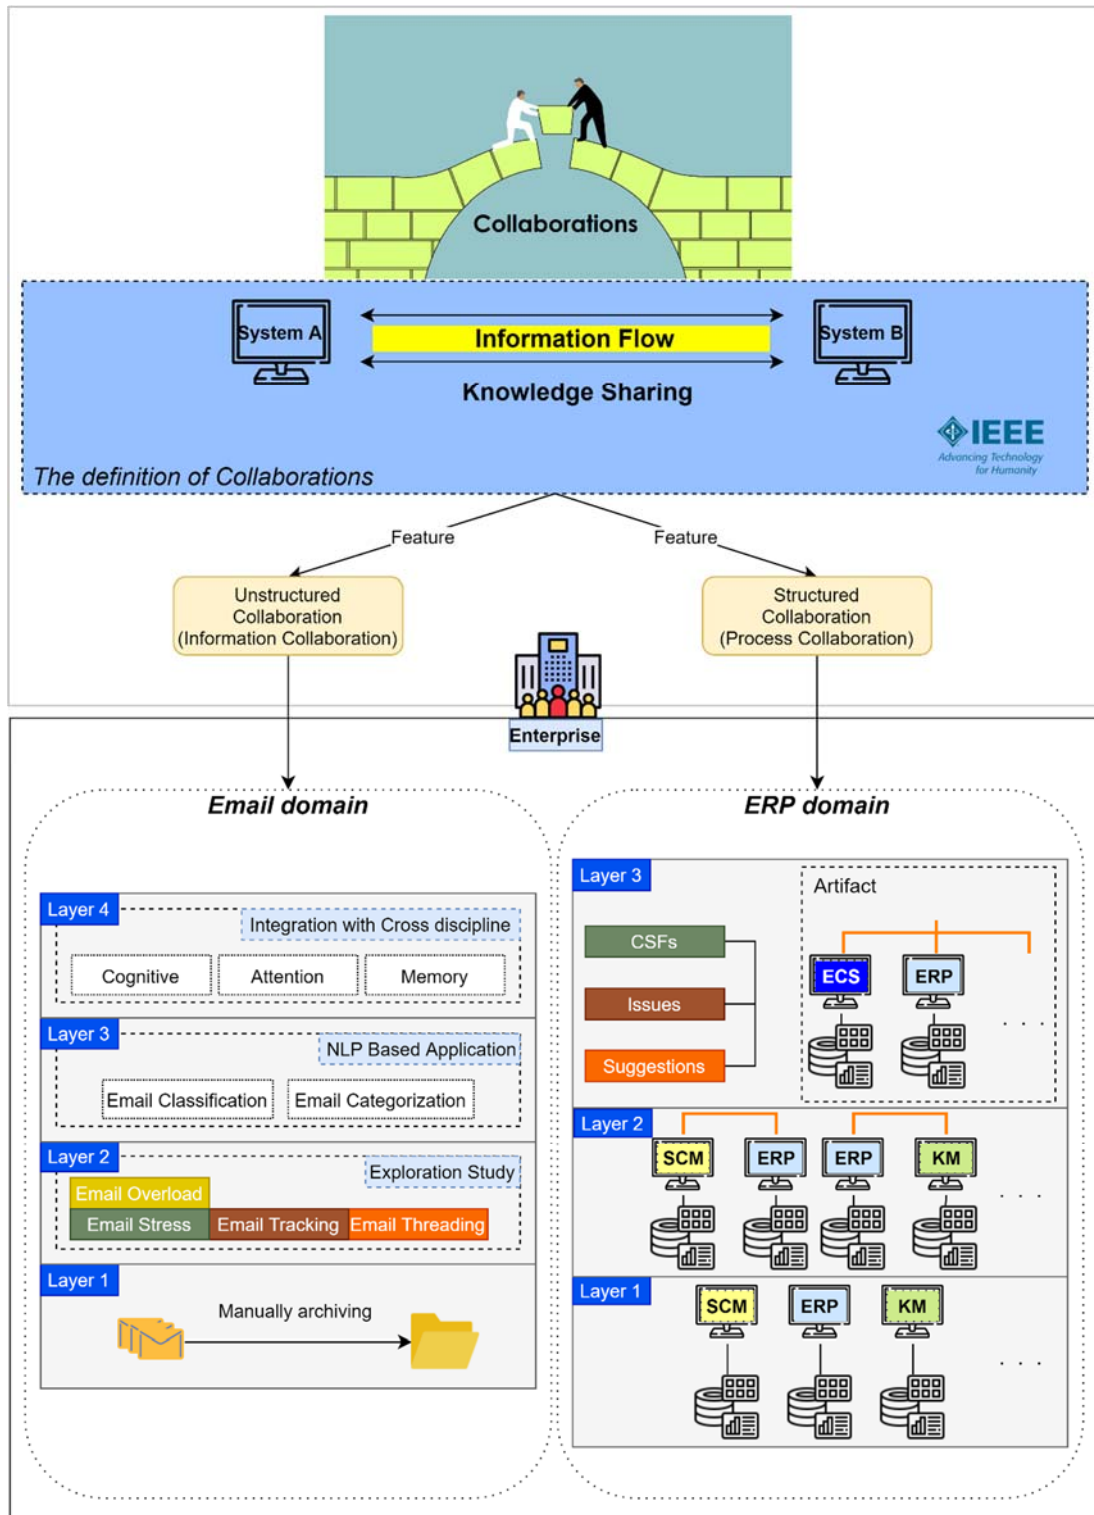 Collaborations
System A
Information Flow
System B
Knowledge Sharing
IEEE
Advancing Technology
for Humanity
The definition of Collaborations
Feature
Feature
Unstructured
Collaboration
(Information Collaboration)
Structured
Collaboration
(Process Collaboration)
Enterprise
Email domain
Layer 4
Integration with Cross discipline
Cognitive
Attention
Memory
Layer 3
NLP Based Application
Email Classification
Email Categorization
Layer 2
Exploration Study
Email Overload
Email Stress
Email Tracking
Email Threading
Layer 1
Manually archiving
ERP domain
Layer 3
Artifact
CSFs
Issues
Suggestions
ECS
ERP
. . .
Layer 2
SCM
ERP
ERP
KM
. . .
Layer 1
SCM
ERP
KM
. . .